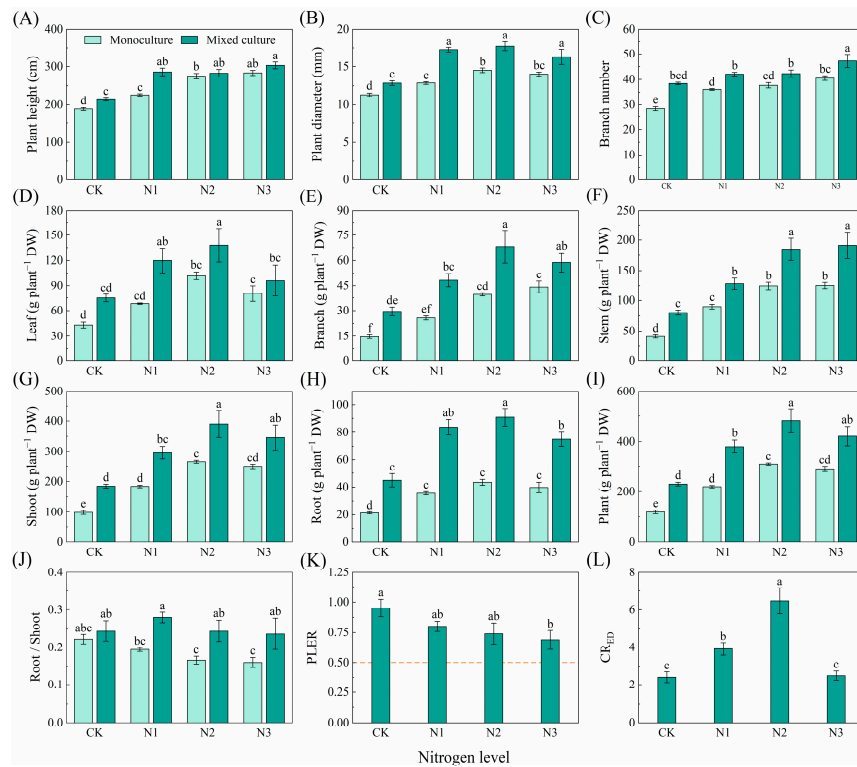 (A)
Monoculture
Mixed culture
Plant height (cm)
400
300
200
100
0
d
c
c
ab
b
ab
ab
a
CK
N1
N2
N3
(B)
Plant diameter (mm)
25
20
15
10
5
0
d
c
c
a
b
a
bc
a
CK
N1
N2
N3
(C)
Branch number
60
50
40
30
20
10
0
e
bcd
d
b
cd
b
bc
a
CK
N1
N2
N3
(D)
Leaf (g plant⁻¹ DW)
180
150
120
90
60
30
0
d
cd
cd
ab
bc
a
c
bc
CK
N1
N2
N3
(E)
Branch (g plant⁻¹ DW)
90
75
60
45
30
15
0
f
de
ef
bc
cd
a
c
ab
CK
N1
N2
N3
(F)
Stem (g plant⁻¹ DW)
250
200
150
100
50
0
d
c
c
b
b
a
b
a
CK
N1
N2
N3
(G)
Shoot (g plant⁻¹ DW)
500
400
300
200
100
0
e
d
d
bc
cd
a
cd
ab
CK
N1
N2
N3
(H)
Root (g plant⁻¹ DW)
100
80
60
40
20
0
d
c
c
ab
c
a
c
b
CK
N1
N2
N3
(I)
Plant (g plant⁻¹ DW)
600
400
200
0
e
d
d
b
c
a
cd
ab
CK
N1
N2
N3
(J)
Root / Shoot
0.4
0.3
0.2
0.1
0.0
abc
ab
bc
a
c
ab
c
ab
CK
N1
N2
N3
(K)
PLER
1.25
1.00
0.75
0.50
0.25
0.00
a
ab
ab
b
CK
N1
N2
N3
(L)
CR_ED
8
6
4
2
0
c
b
a
c
CK
N1
N2
N3
Nitrogen level